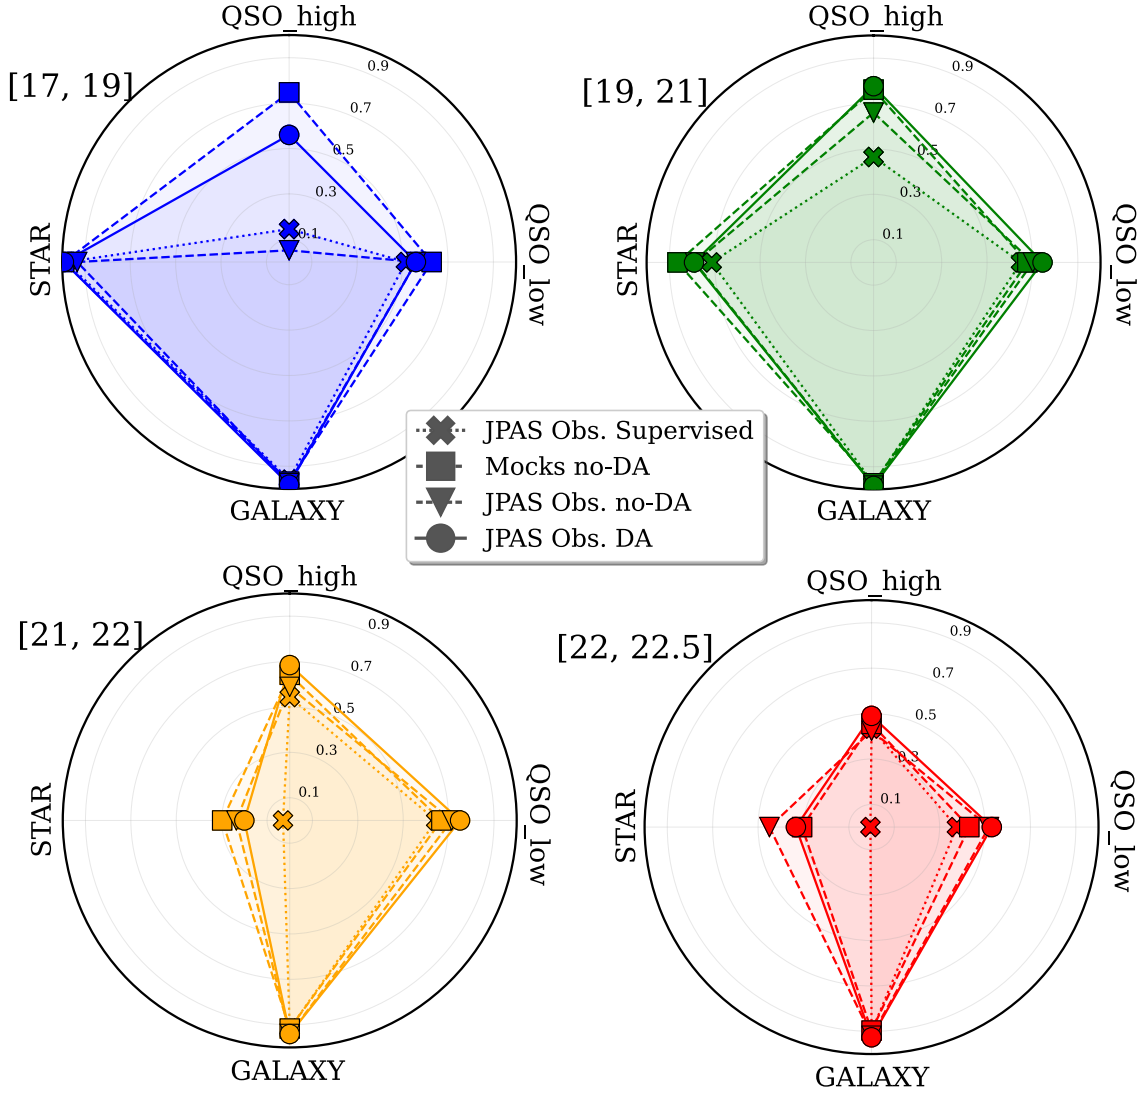 QSO_high
[17, 19]
0.9
0.7
0.5
0.3
0.1
STAR
QSO_low
GALAXY
QSO_high
[19, 21]
0.9
0.7
0.5
0.3
0.1
STAR
QSO_low
GALAXY
JPAS Obs. Supervised
Mocks no-DA
JPAS Obs. no-DA
JPAS Obs. DA
QSO_high
[21, 22]
0.9
0.7
0.5
0.3
0.1
STAR
QSO_low
GALAXY
QSO_high
[22, 22.5]
0.9
0.7
0.5
0.3
0.1
STAR
QSO_low
GALAXY